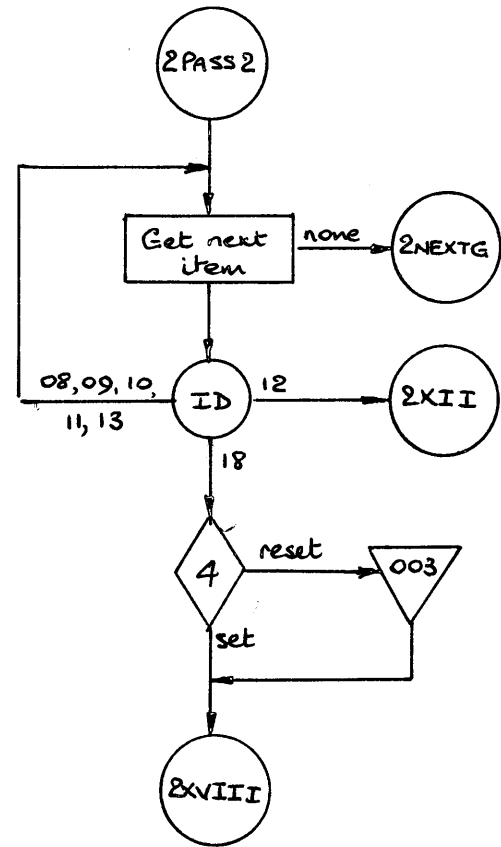 2PASS2
Get next
item
none
2NEXTG
08, 09, 10,
11, 13
ID
12
2XII
18
4
reset
003
set
2XVIII